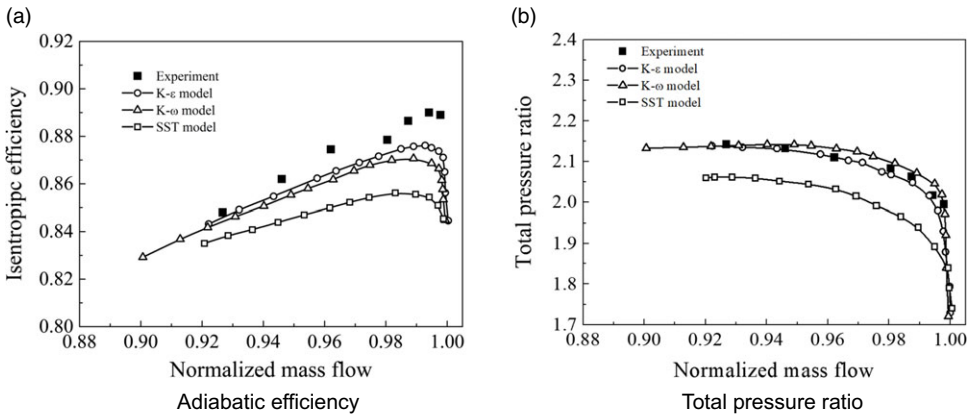 (a)
0.92
0.90
0.88
0.86
0.84
0.82
0.80
Isentropipc efficiency
Experiment
K-ε model
K-ω model
SST model
0.88 0.90 0.92 0.94 0.96 0.98 1.00
Normalized mass flow
Adiabatic efficiency
(b)
2.4
2.3
2.2
2.1
2.0
1.9
1.8
1.7
Total pressure ratio
Experiment
K-ε model
K-ω model
SST model
0.88 0.90 0.92 0.94 0.96 0.98 1.00
Normalized mass flow
Total pressure ratio